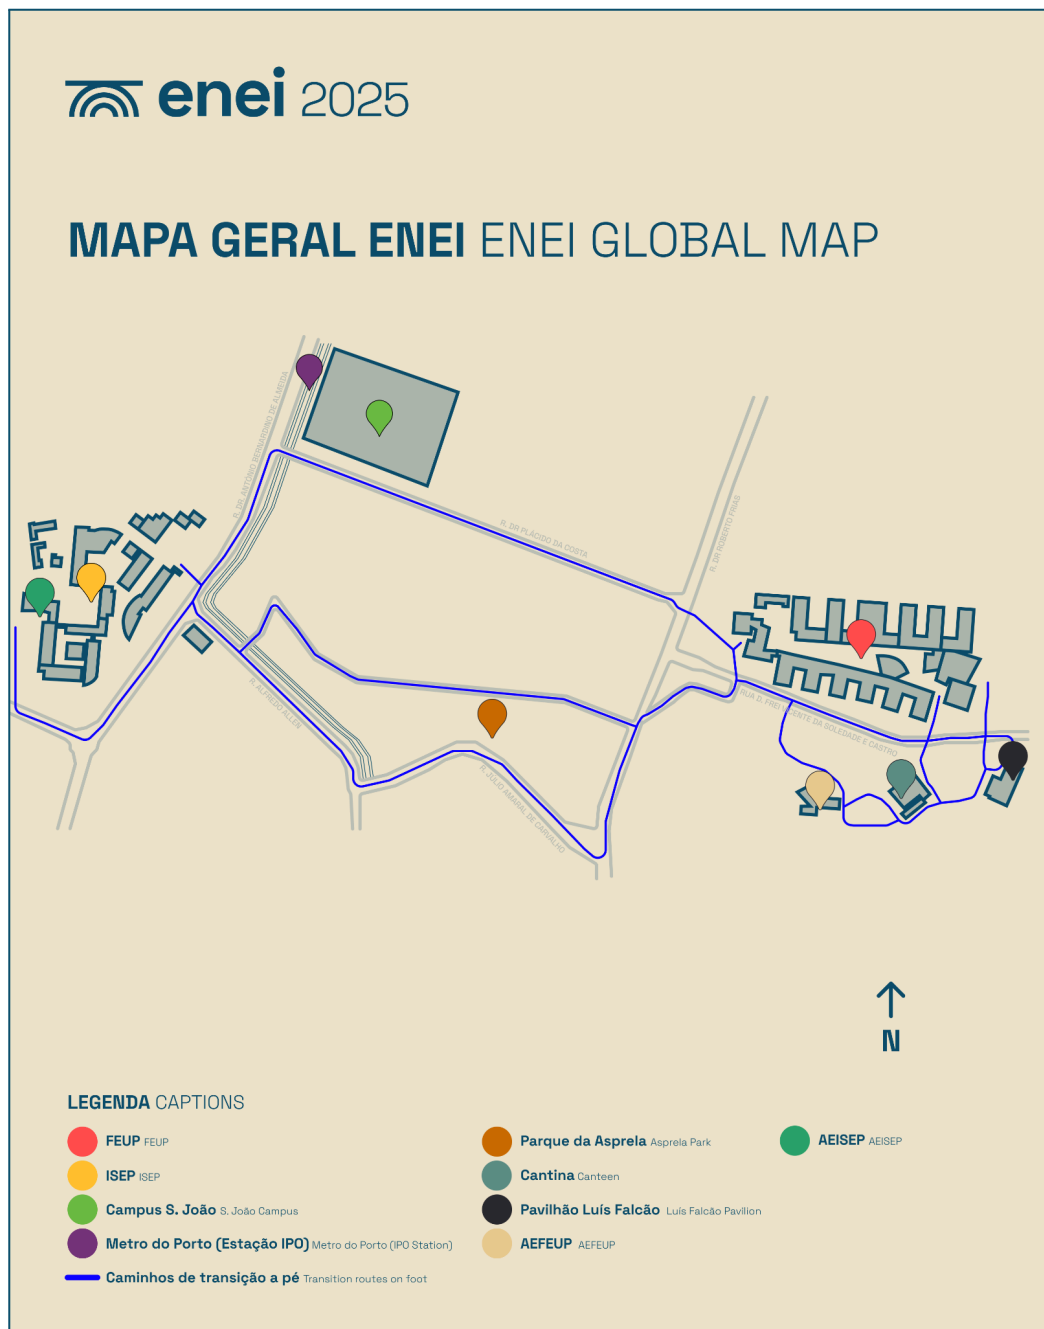 enei 2025
MAPA GERAL ENEI ENEI GLOBAL MAP
R. DR. ANTÓNIO BERNARDINO DE ALMEIDA
R. DR PLÁCIDO DA COSTA
R. DR ROBERTO FRIAS
RUA D. FREI VICENTE DA SOLEDADE E CASTRO
R. ALFREDO ALLEN
R. JÚLIO AMARAL DE CARVALHO
N
LEGENDA CAPTIONS
FEUP FEUP
ISEP ISEP
Campus S. João S. João Campus
Metro do Porto (Estação IPO) Metro do Porto (IPO Station)
Caminhos de transição a pé Transition routes on foot
Parque da Asprela Asprela Park
Cantina Canteen
Pavilhão Luís Falcão Luís Falcão Pavilion
AEFEUP AEFEUP
AEISEP AEISEP